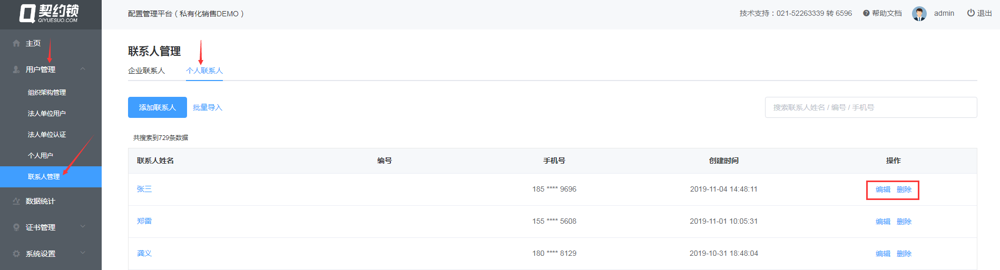 契约锁
QIYUESUO.COM
配置管理平台（私有化销售DEMO）
技术支持：021-52263339 转 6596
帮助文档
admin
退出
主页
用户管理
组织架构管理
法人单位用户
法人单位认证
个人用户
联系人管理
数据统计
证书管理
系统设置
联系人管理
企业联系人 个人联系人
添加联系人 批量导入
搜索联系人姓名 / 编号 / 手机号
共搜索到729条数据
联系人姓名 编号 手机号 创建时间 操作
张三 185 **** 9696 2019-11-04 14:48:11 编辑 删除
郑雷 155 **** 5608 2019-11-01 10:05:31 编辑 删除
龚义 180 **** 8129 2019-10-31 18:48:04 编辑 删除